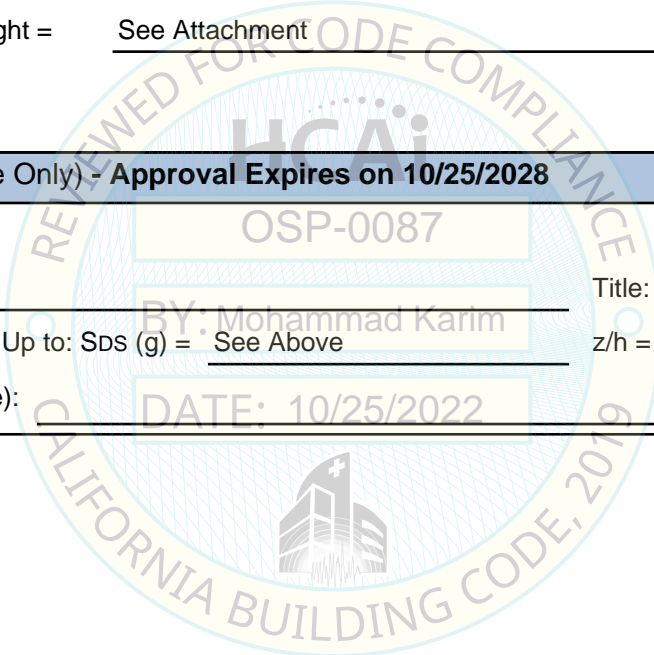 ght = See Attachment
REVIEWED FOR CODE COMPLIANCE
HCAi
e Only) - Approval Expires on 10/25/2028
OSP-0087
Title:
BY: Mohammad Karim
Up to: SDS (g) = See Above z/h =
e):
DATE: 10/25/2022
CALIFORNIA BUILDING CODE, 2019